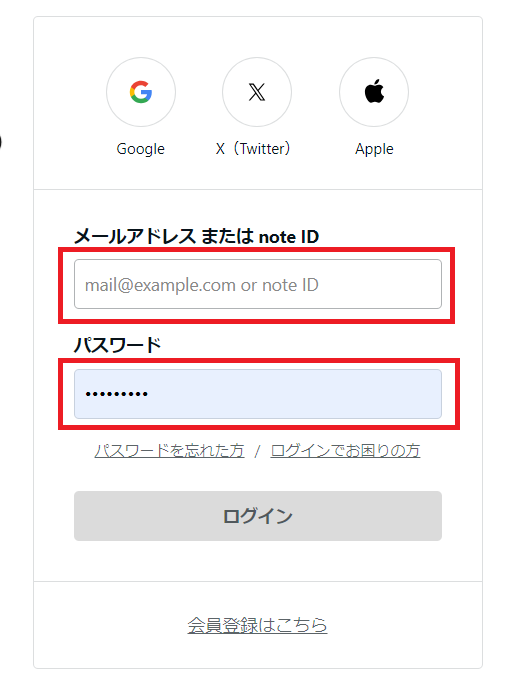 Google X（Twitter） Apple
メールアドレス または note ID
mail@example.com or note ID
パスワード
•••••••••
パスワードを忘れた方 / ログインでお困りの方
ログイン
会員登録はこちら